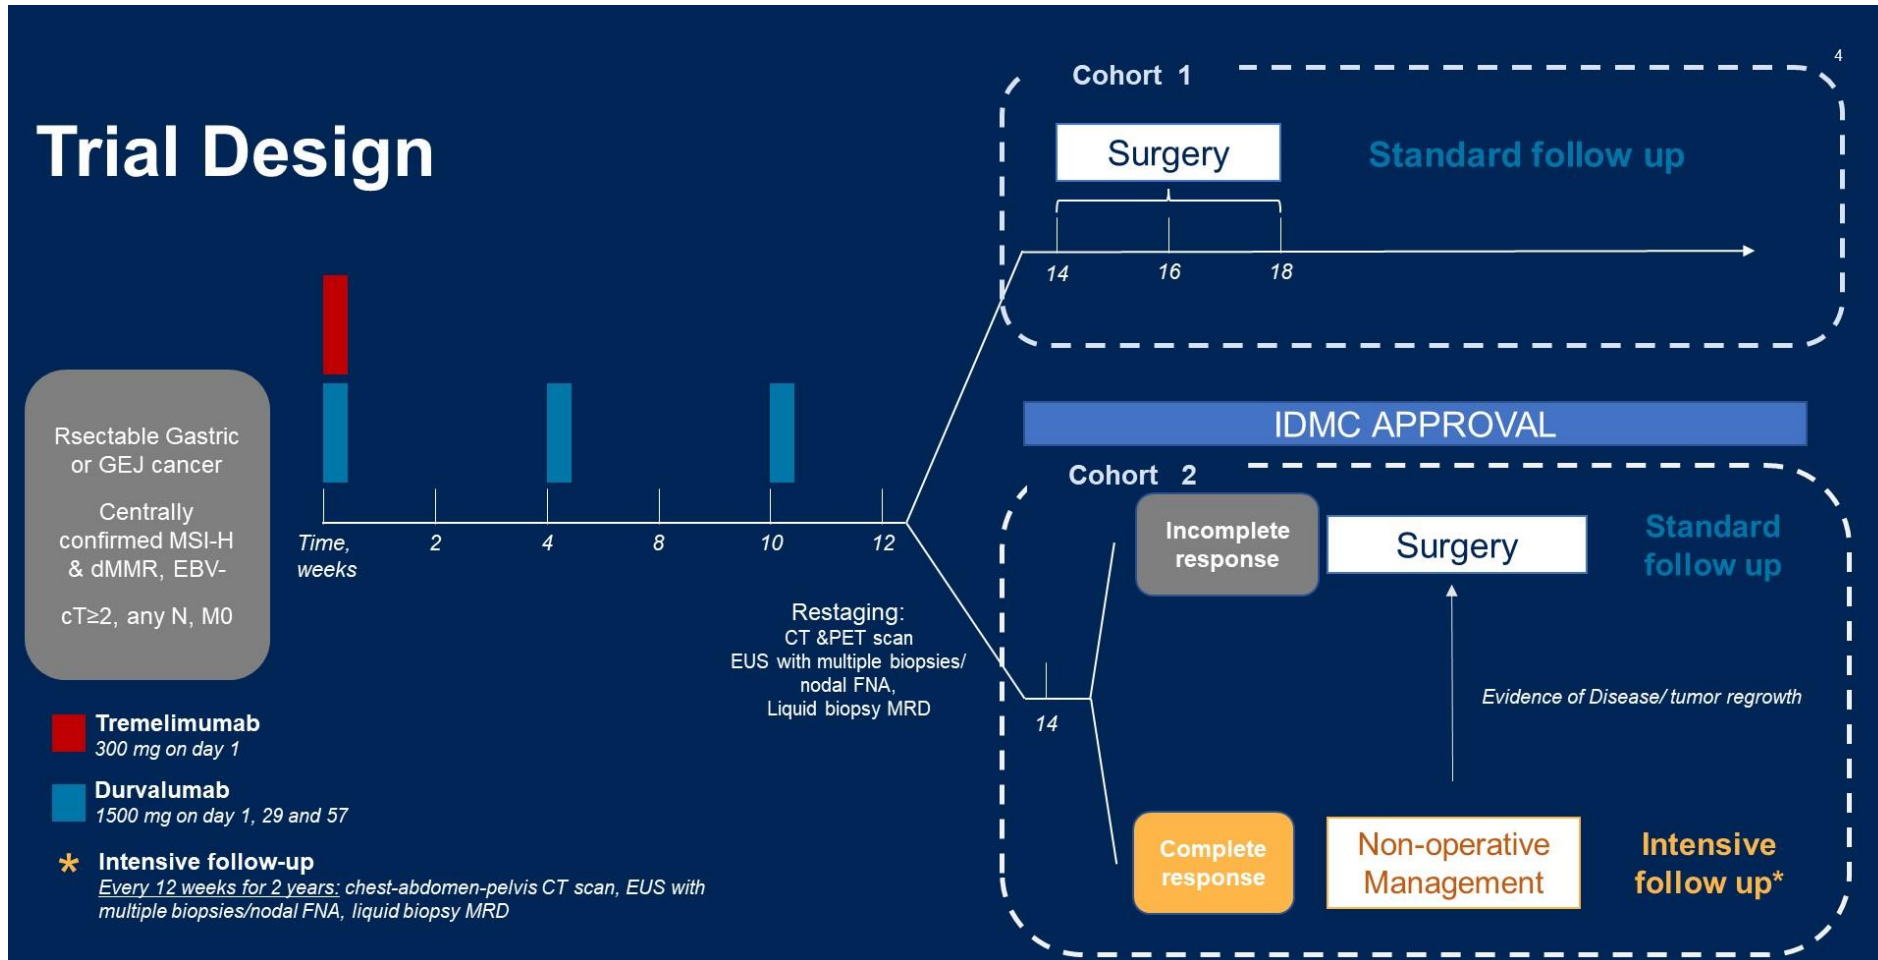 4
Trial Design
Cohort 1
Surgery
Standard follow up
14
16
18
Rsectable Gastric
or GEJ cancer
Centrally
confirmed MSI-H
& dMMR, EBV-
cT≥2, any N, M0
Time,
weeks
2
4
8
10
12
Restaging:
CT &PET scan
EUS with multiple biopsies/
nodal FNA,
Liquid biopsy MRD
IDMC APPROVAL
Cohort 2
Incomplete
response
Surgery
Standard
follow up
14
Evidence of Disease/ tumor regrowth
Complete
response
Non-operative
Management
Intensive
follow up*
Tremelimumab
300 mg on day 1
Durvalumab
1500 mg on day 1, 29 and 57
* Intensive follow-up
Every 12 weeks for 2 years: chest-abdomen-pelvis CT scan, EUS with
multiple biopsies/nodal FNA, liquid biopsy MRD